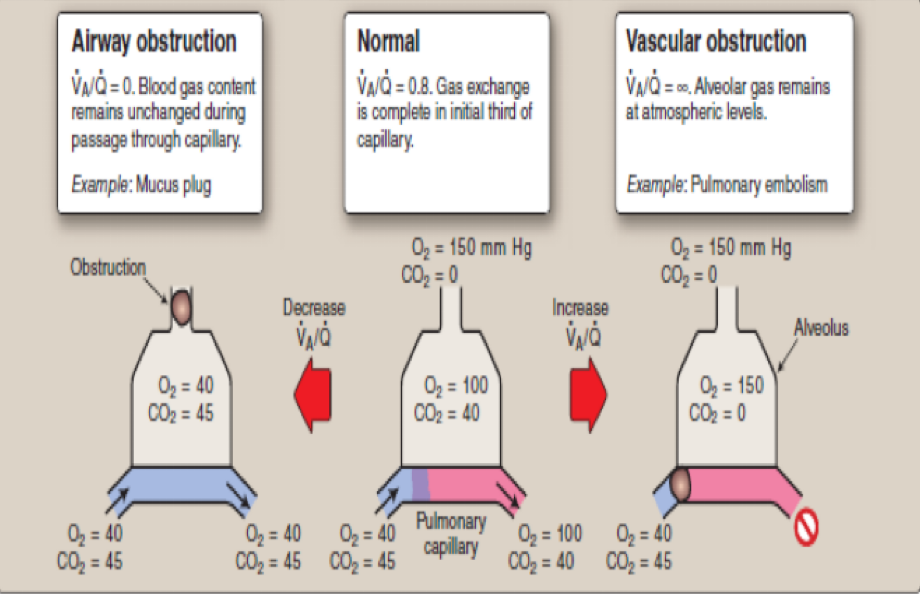 Airway obstruction
V̇A/Q̇ = 0. Blood gas content
remains unchanged during
passage through capillary.
Example: Mucus plug
Normal
V̇A/Q̇ = 0.8. Gas exchange
is complete in initial third of
capillary.
Vascular obstruction
V̇A/Q̇ = ∞. Alveolar gas remains
at atmospheric levels.
Example: Pulmonary embolism
Obstruction
O₂ = 40
CO₂ = 45
O₂ = 40
CO₂ = 45
O₂ = 40
CO₂ = 45
Decrease
V̇A/Q̇
O₂ = 150 mm Hg
CO₂ = 0
O₂ = 100
CO₂ = 40
O₂ = 40
CO₂ = 45
Pulmonary
capillary
O₂ = 100
CO₂ = 40
Increase
V̇A/Q̇
O₂ = 150 mm Hg
CO₂ = 0
Alveolus
O₂ = 150
CO₂ = 0
O₂ = 40
CO₂ = 45